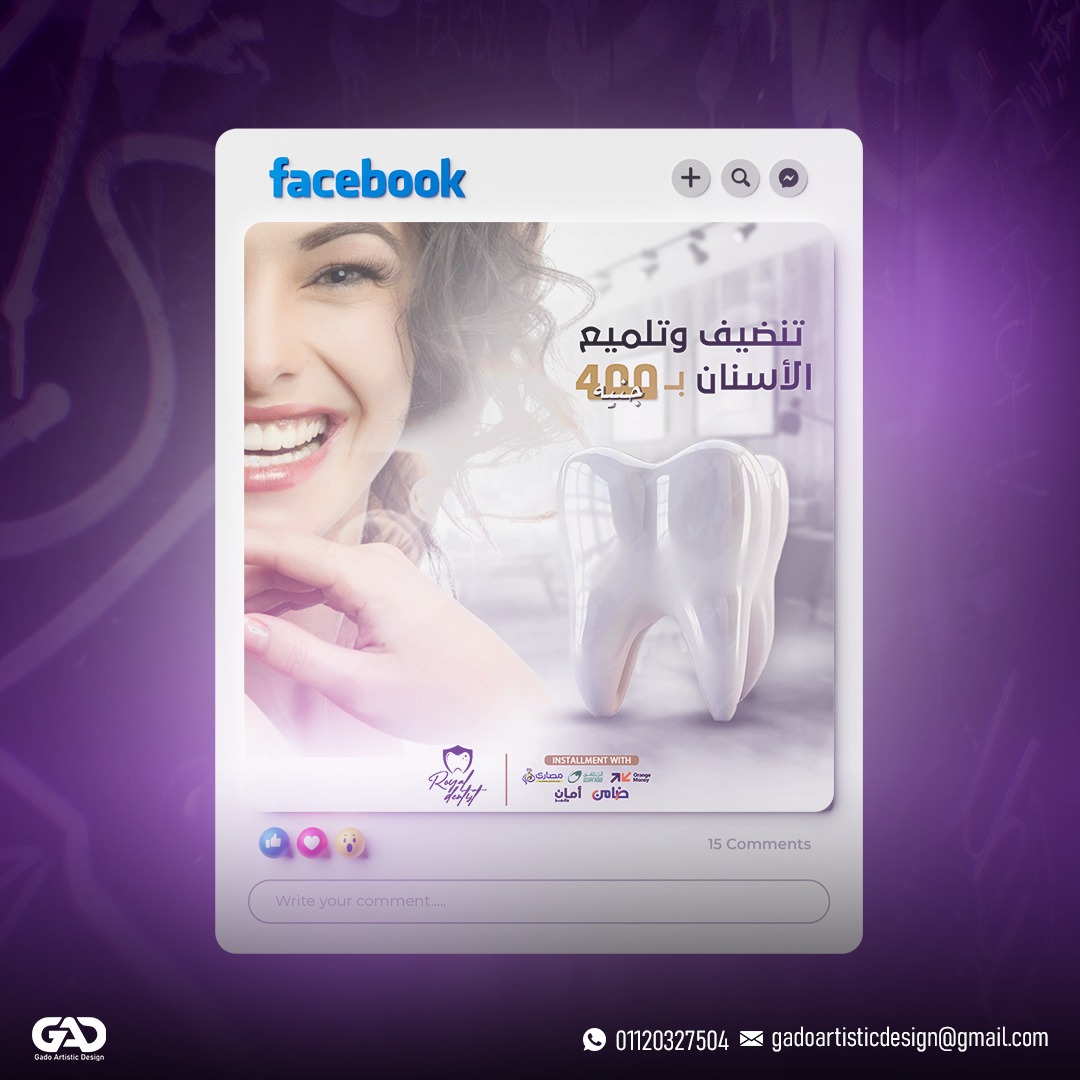 facebook
تنضيف وتلميع
الأسنان بـ 400
جنيه
Royal
dentist
INSTALLMENT WITH
مصاري
Orange
Money
أمان
ضامن
15 Comments
Write your comment.....
GAD
Gado Artistic Design
01120327504
gadoartisticdesign@gmail.com